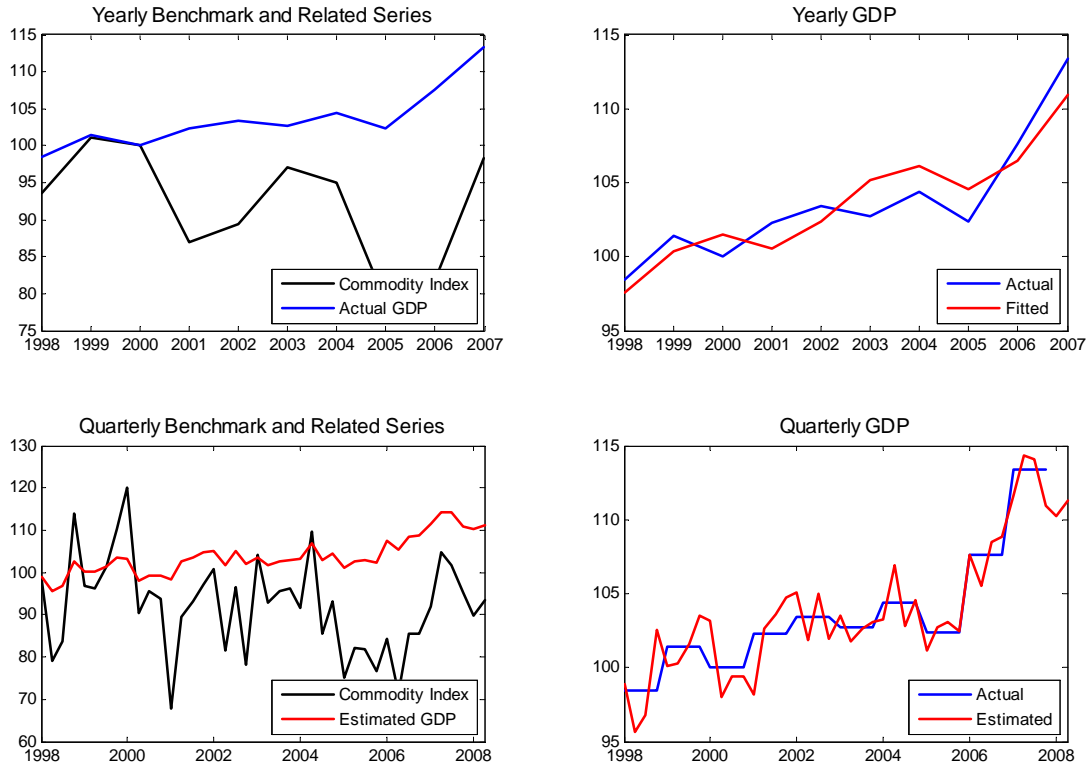 Yearly Benchmark and Related Series
115
110
105
100
95
90
85
80
75
1998 1999 2000 2001 2002 2003 2004 2005 2006 2007
Commodity Index
Actual GDP
Yearly GDP
115
110
105
100
95
1998 1999 2000 2001 2002 2003 2004 2005 2006 2007
Actual
Fitted
Quarterly Benchmark and Related Series
130
120
110
100
90
80
70
60
1998 2000 2002 2004 2006 2008
Commodity Index
Estimated GDP
Quarterly GDP
115
110
105
100
95
1998 2000 2002 2004 2006 2008
Actual
Estimated